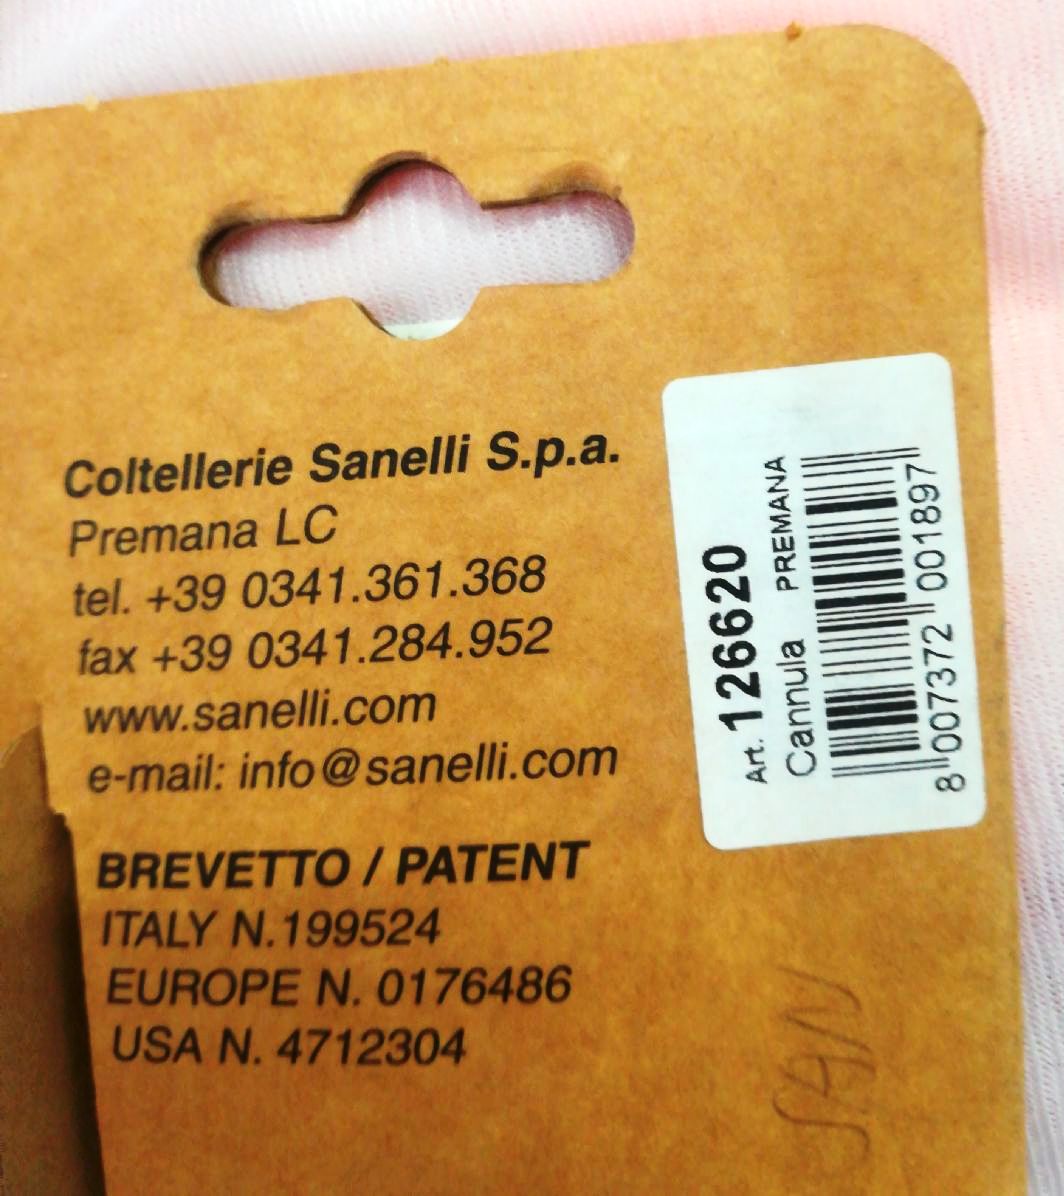 Coltellerie Sanelli S.p.a.
Premana LC
tel. +39 0341.361.368
fax +39 0341.284.952
www.sanelli.com
e-mail: info@sanelli.com
BREVETTO / PATENT
ITALY N.199524
EUROPE N. 0176486
USA N. 4712304
Art. 126620
Cannula PREMANA
8 007372 001897
SAN